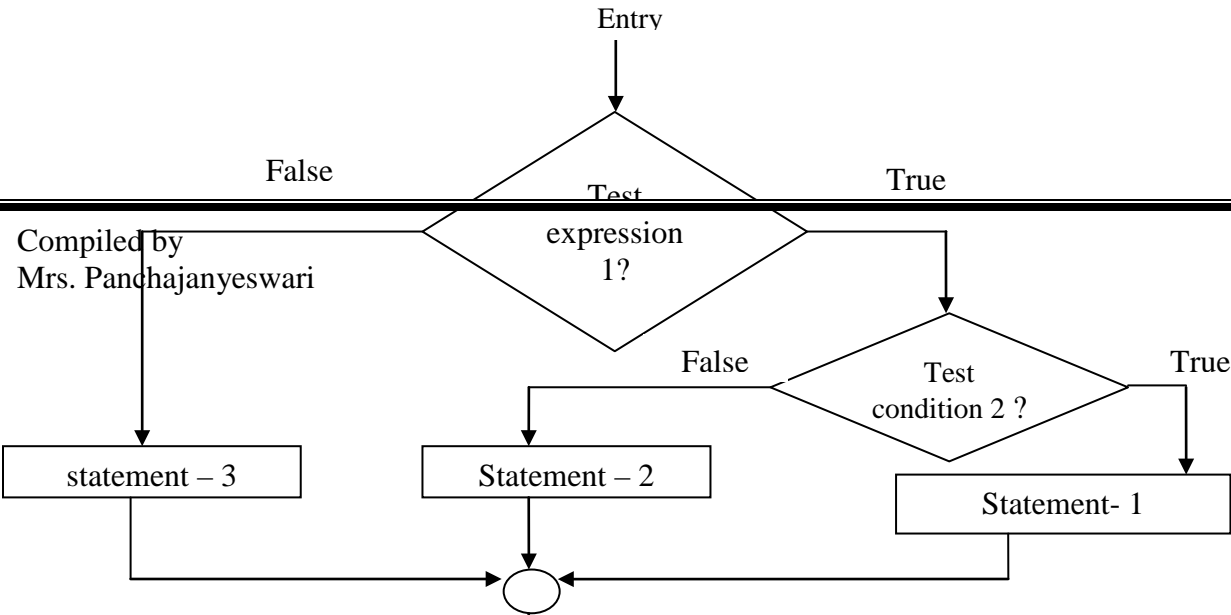 Entry
False
True
Test
expression
1?
Compiled by
Mrs. Panchajanyeswari
False
True
Test
condition 2 ?
statement – 3
Statement – 2
Statement- 1